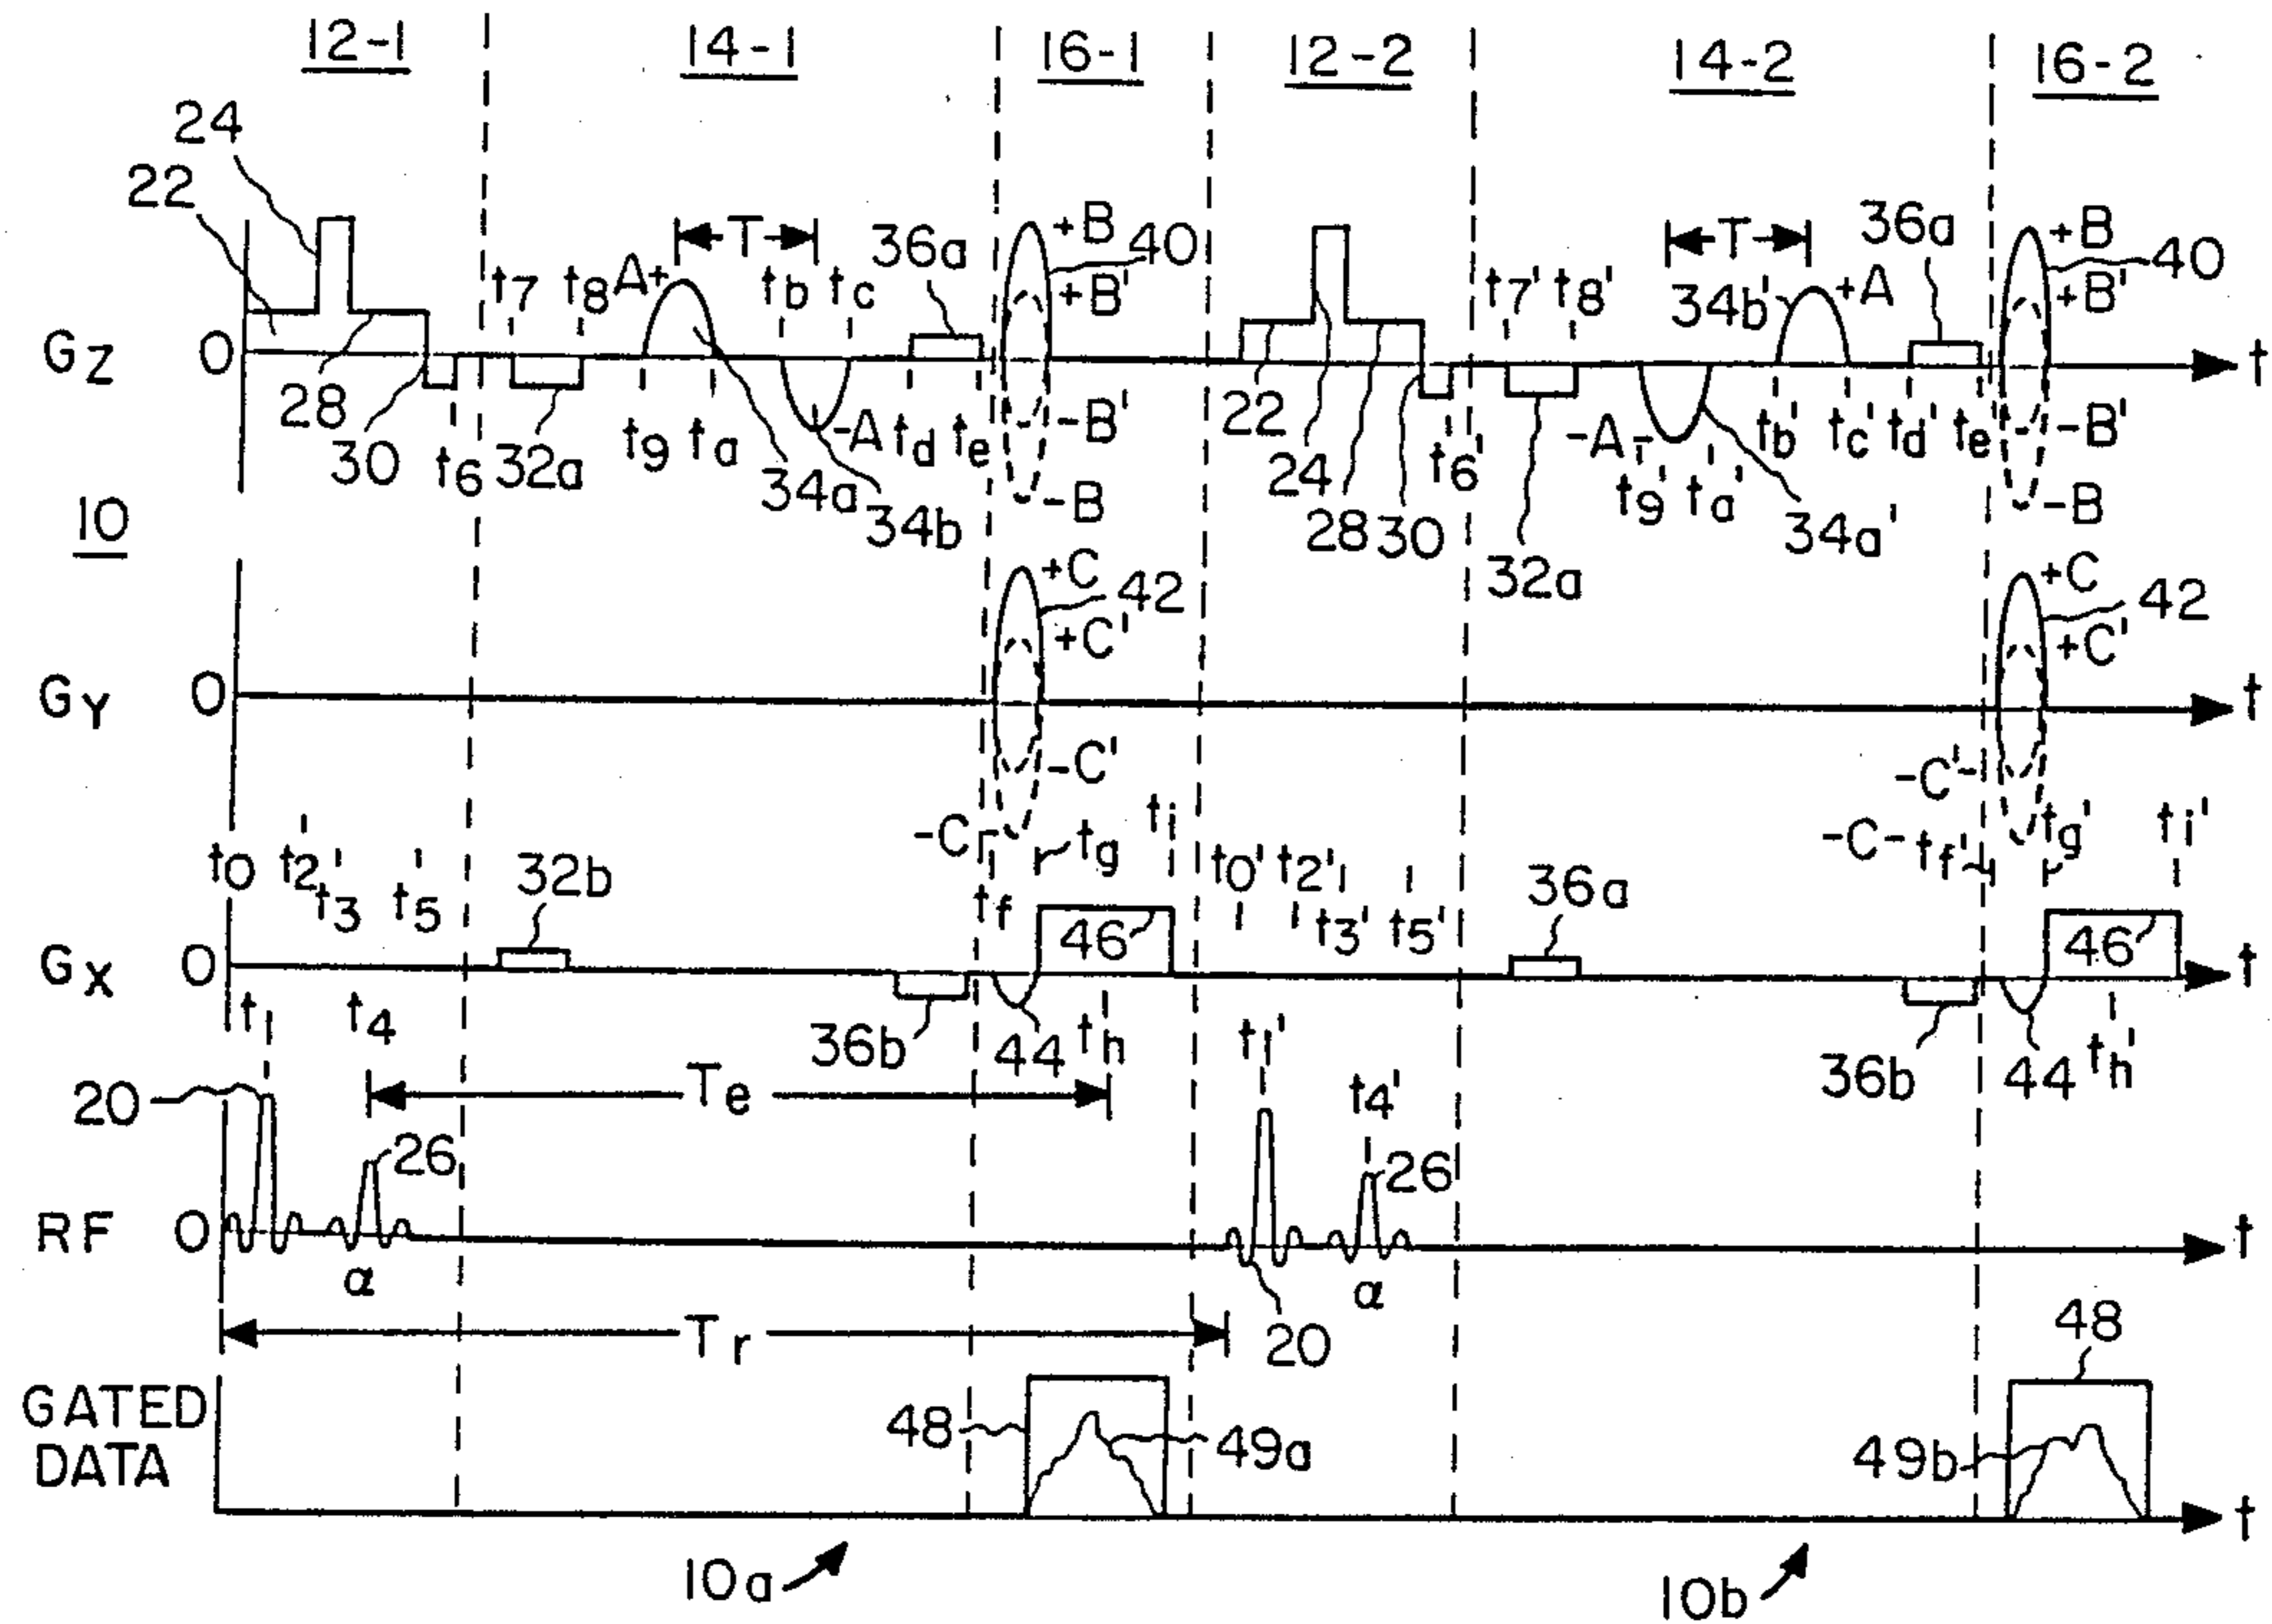 12-1 14-1 16-1 12-2 14-2 16-2
24
22
T
36a
+B
40
+B'
T
36a
+B
40
+B'
t7 t8 A+ tb tc
t7' t8' 34b' +A
GZ 0 t
28
30 t6 32a t9 ta 34a 34b -A td te -B' -B
22 24 28 30 t6' 32a -A t9' ta' 34a' tb' tc' td' te' -B' -B
10
+C
42
+C'
+C
42
+C'
GY 0 t
-C'
-C
-C'
-C
t0 t2 t3 t5 32b tf tg ti t0' t2' t3' t5' 36a tf' tg' ti'
46
46
GX 0 t
t1 t4 36b 44 th t1' 36b 44 th'
20
Te
t4'
26
26
RF 0 t
α
α
Tr
20
48
GATED
DATA
48
49a
49b
t
10a
10b